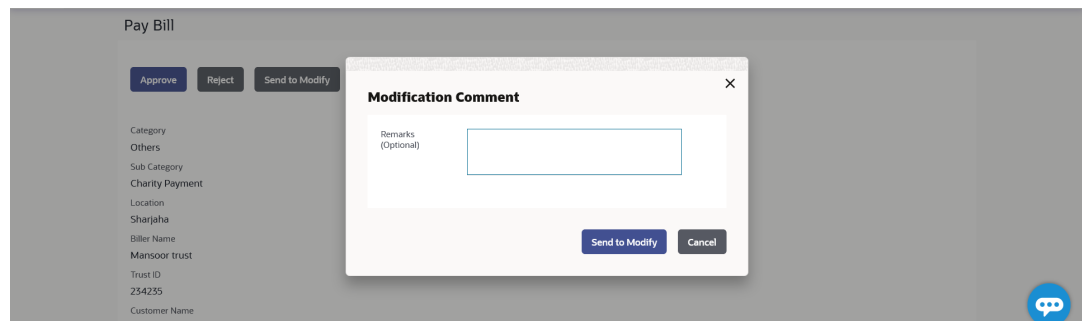 Pay Bill
Approve Reject Send to Modify
Modification Comment
Remarks
(Optional)
Send to Modify Cancel
Category
Others
Sub Category
Charity Payment
Location
Sharjaha
Biller Name
Mansoor trust
Trust ID
234235
Customer Name